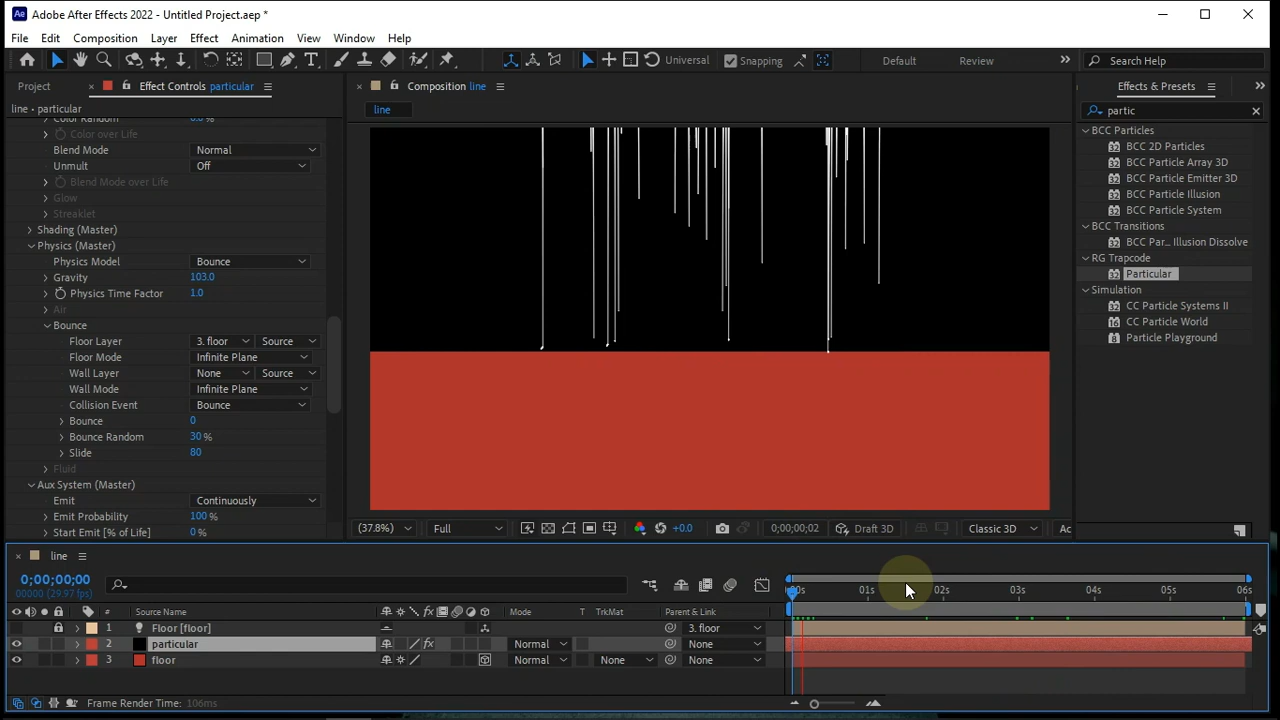 Adobe After Effects 2022 - Untitled Project.aep *
File Edit Composition Layer Effect Animation View Window Help
Universal Snapping Default Review Search Help
Project Effect Controls particular Composition line Effects & Presets
line • particular line partic
Color Random 0.0 %
Color over Life
Blend Mode Normal
Unmult Off
Blend Mode over Life
Glow
Streaklet
Shading (Master)
Physics (Master)
Physics Model Bounce
Gravity 103.0
Physics Time Factor 1.0
Air
Bounce
Floor Layer 3. floor Source
Floor Mode Infinite Plane
Wall Layer None Source
Wall Mode Infinite Plane
Collision Event Bounce
Bounce 0
Bounce Random 30 %
Slide 80
Fluid
Aux System (Master)
Emit Continuously
Emit Probability 100 %
Start Emit [% of Life] 0 %
BCC Particles
BCC 2D Particles
BCC Particle Array 3D
BCC Particle Emitter 3D
BCC Particle Illusion
BCC Particle System
BCC Transitions
BCC Par... Illusion Dissolve
RG Trapcode
Particular
Simulation
CC Particle Systems II
CC Particle World
Particle Playground
(37.8%) Full +0.0 0;00;00;02 Draft 3D Classic 3D Ac
line
0;00;00;00
00000 (29.97 fps)
:00s 01s 02s 03s 04s 05s 06s
# Source Name Mode T TrkMat Parent & Link
1 Floor [floor] 3. floor
2 particular Normal None
3 floor Normal None None
Frame Render Time: 106ms